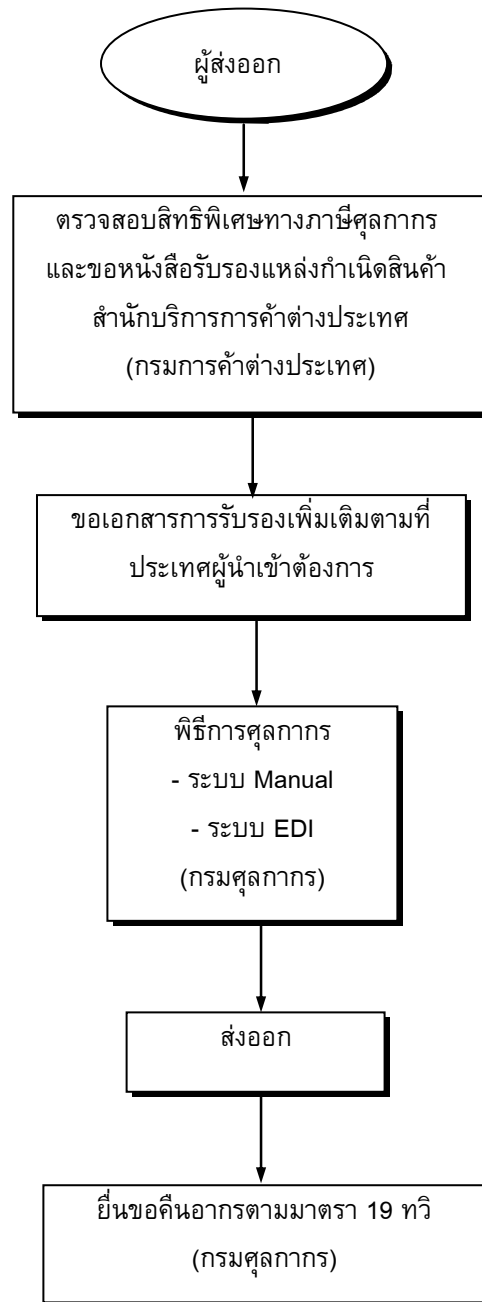 ผู้ส่งออก
ตรวจสอบสิทธิพิเศษทางภาษีศุลกากร
และขอหนังสือรับรองแหล่งกำเนิดสินค้า
สำนักบริการการค้าต่างประเทศ
(กรมการค้าต่างประเทศ)
ขอเอกสารการรับรองเพิ่มเติมตามที่
ประเทศผู้นำเข้าต้องการ
พิธีการศุลกากร
- ระบบ Manual
- ระบบ EDI
(กรมศุลกากร)
ส่งออก
ยื่นขอคืนอากรตามมาตรา 19 ทวิ
(กรมศุลกากร)